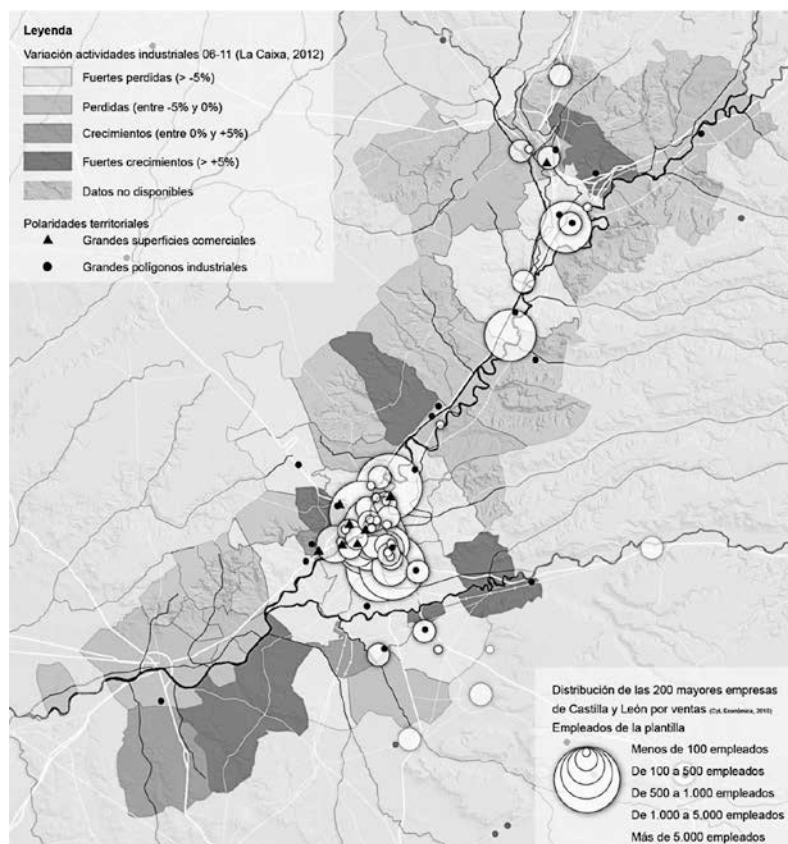 Leyenda
Variación actividades industriales 06-11 (La Caixa, 2012)
Fuertes perdidas (> -5%)
Perdidas (entre -5% y 0%)
Crecimientos (entre 0% y +5%)
Fuertes crecimientos (> +5%)
Datos no disponibles
Polaridades territoriales
Grandes superficies comerciales
Grandes polígonos industriales
Distribución de las 200 mayores empresas
de Castilla y León por ventas (CyL Económica, 2010)
Empleados de la plantilla
Menos de 100 empleados
De 100 a 500 empleados
De 500 a 1.000 empleados
De 1.000 a 5.000 empleados
Más de 5.000 empleados